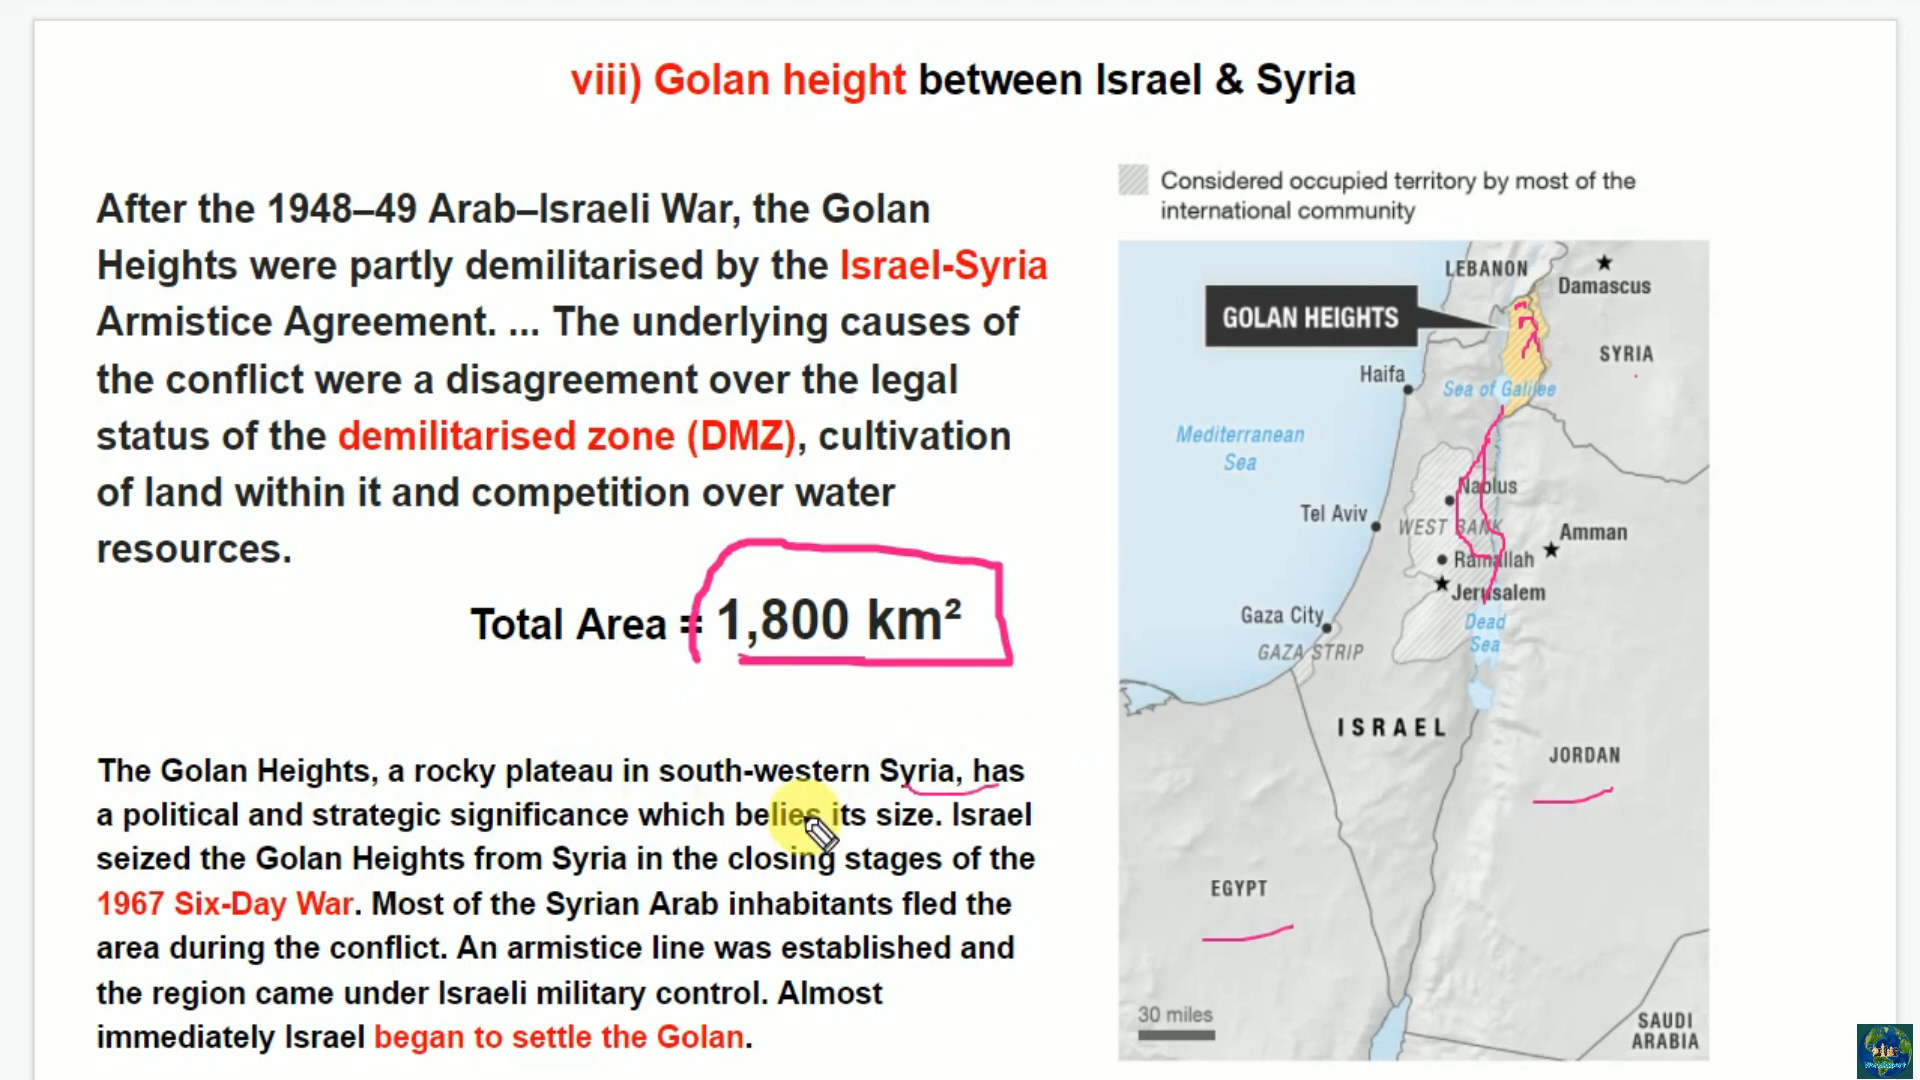 viii) Golan height between Israel & Syria
After the 1948–49 Arab–Israeli War, the Golan
Heights were partly demilitarised by the Israel-Syria
Armistice Agreement. ... The underlying causes of
the conflict were a disagreement over the legal
status of the demilitarised zone (DMZ), cultivation
of land within it and competition over water
resources.
Total Area = 1,800 km²
The Golan Heights, a rocky plateau in south-western Syria, has
a political and strategic significance which belies its size. Israel
seized the Golan Heights from Syria in the closing stages of the
1967 Six-Day War. Most of the Syrian Arab inhabitants fled the
area during the conflict. An armistice line was established and
the region came under Israeli military control. Almost
immediately Israel began to settle the Golan.
Considered occupied territory by most of the
international community
LEBANON
Damascus
GOLAN HEIGHTS
SYRIA
Haifa
Sea of Galilee
Mediterranean
Sea
Nablus
Tel Aviv
WEST BANK
Amman
Ramallah
Jerusalem
Gaza City
Dead
Sea
GAZA STRIP
ISRAEL
JORDAN
EGYPT
30 miles
SAUDI
ARABIA